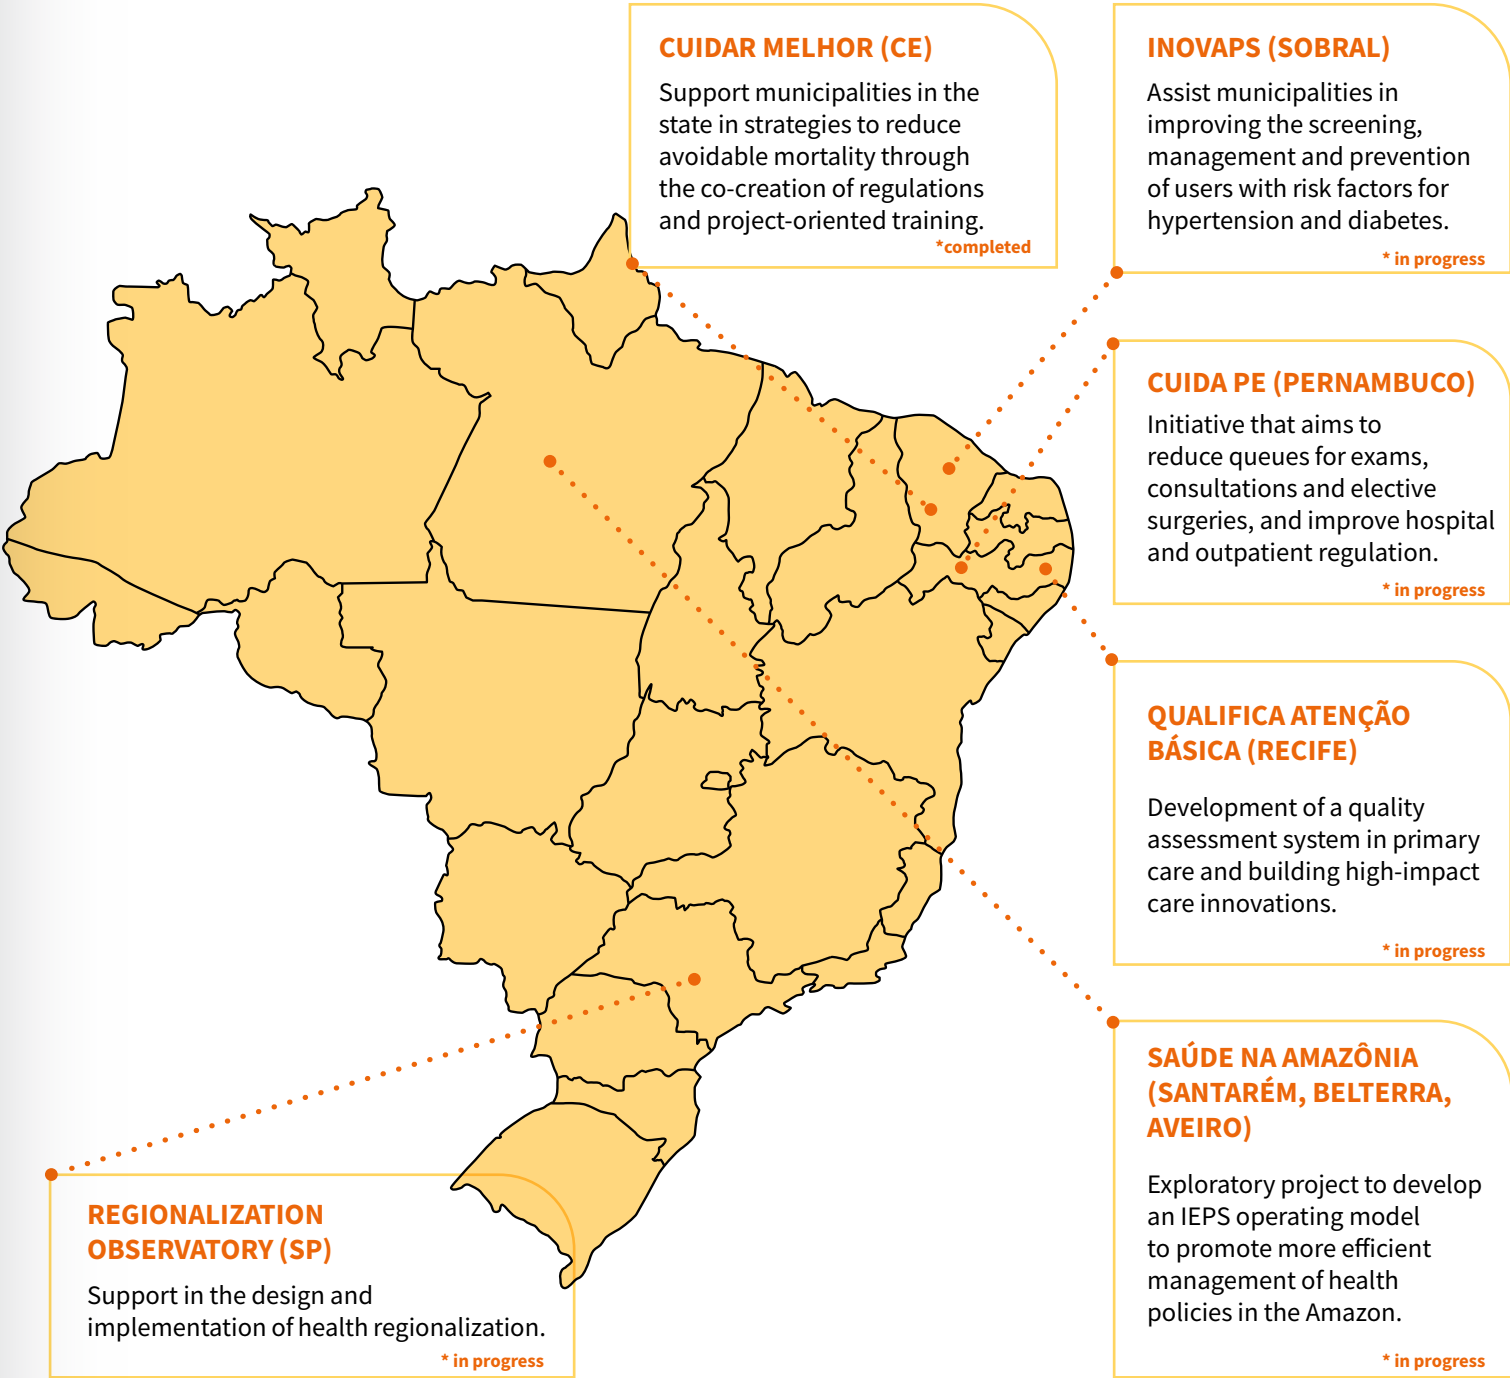 CUIDAR MELHOR (CE)
Support municipalities in the
state in strategies to reduce
avoidable mortality through
the co-creation of regulations
and project-oriented training.
*completed
INOVAPS (SOBRAL)
Assist municipalities in
improving the screening,
management and prevention
of users with risk factors for
hypertension and diabetes.
* in progress
CUIDA PE (PERNAMBUCO)
Initiative that aims to
reduce queues for exams,
consultations and elective
surgeries, and improve hospital
and outpatient regulation.
* in progress
QUALIFICA ATENÇÃO
BÁSICA (RECIFE)
Development of a quality
assessment system in primary
care and building high-impact
care innovations.
* in progress
SAÚDE NA AMAZÔNIA
(SANTARÉM, BELTERRA,
AVEIRO)
Exploratory project to develop
an IEPS operating model
to promote more efficient
management of health
policies in the Amazon.
* in progress
REGIONALIZATION
OBSERVATORY (SP)
Support in the design and
implementation of health regionalization.
* in progress